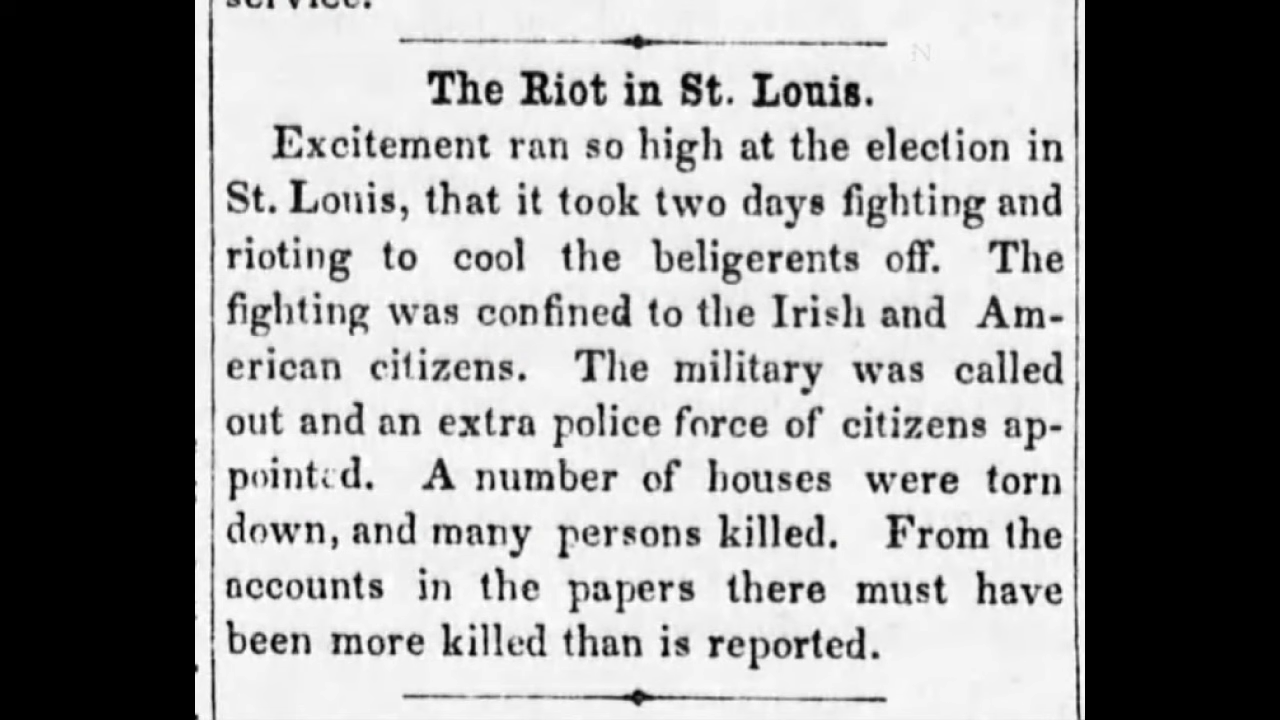 service.
The Riot in St. Louis.
Excitement ran so high at the election in
St. Louis, that it took two days fighting and
rioting to cool the beligerents off. The
fighting was confined to the Irish and Am-
erican citizens. The military was called
out and an extra police force of citizens ap-
pointed. A number of houses were torn
down, and many persons killed. From the
accounts in the papers there must have
been more killed than is reported.